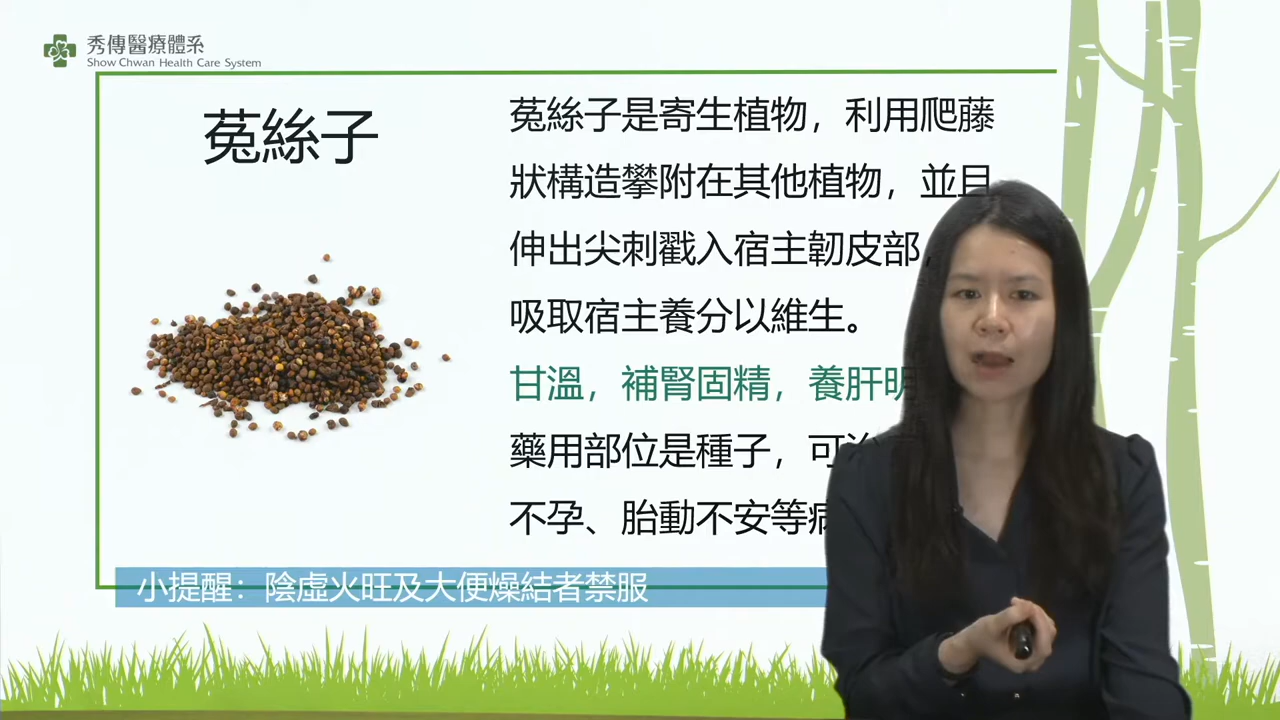 秀傳醫療體系
Show Chwan Health Care System
菟絲子
菟絲子是寄生植物，利用爬藤
狀構造攀附在其他植物，並且
伸出尖刺戳入宿主韌皮部，
吸取宿主養分以維生。
甘溫，補腎固精，養肝明
藥用部位是種子，可治
不孕、胎動不安等病
小提醒：陰虛火旺及大便燥結者禁服